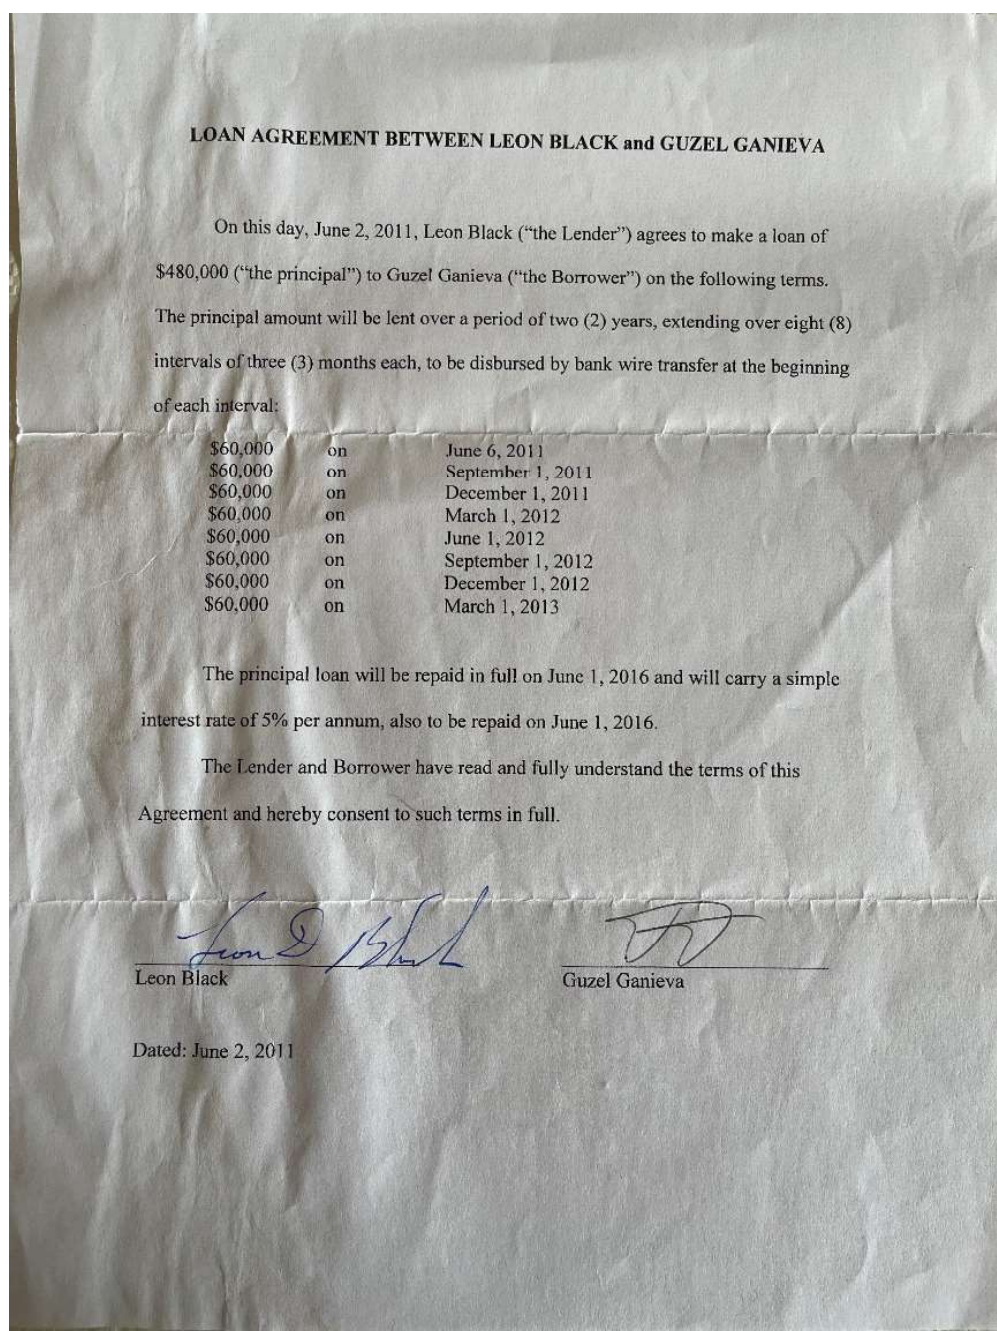 LOAN AGREEMENT BETWEEN LEON BLACK and GUZEL GANIEVA
On this day, June 2, 2011, Leon Black (“the Lender”) agrees to make a loan of
$480,000 (“the principal”) to Guzel Ganieva (“the Borrower”) on the following terms.
The principal amount will be lent over a period of two (2) years, extending over eight (8)
intervals of three (3) months each, to be disbursed by bank wire transfer at the beginning
of each interval:
$60,000 on June 6, 2011
$60,000 on September 1, 2011
$60,000 on December 1, 2011
$60,000 on March 1, 2012
$60,000 on June 1, 2012
$60,000 on September 1, 2012
$60,000 on December 1, 2012
$60,000 on March 1, 2013
The principal loan will be repaid in full on June 1, 2016 and will carry a simple
interest rate of 5% per annum, also to be repaid on June 1, 2016.
The Lender and Borrower have read and fully understand the terms of this
Agreement and hereby consent to such terms in full.
Leon D Black
Leon Black Guzel Ganieva
Dated: June 2, 2011